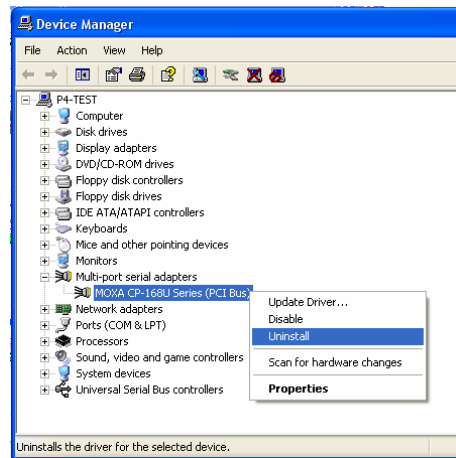 Device Manager
File Action View Help
P4-TEST
Computer
Disk drives
Display adapters
DVD/CD-ROM drives
Floppy disk controllers
Floppy disk drives
IDE ATA/ATAPI controllers
Keyboards
Mice and other pointing devices
Monitors
Multi-port serial adapters
MOXA CP-168U Series (PCI Bus)
Network adapters
Ports (COM & LPT)
Processors
Sound, video and game controllers
System devices
Universal Serial Bus controllers
Update Driver...
Disable
Uninstall
Scan for hardware changes
Properties
Uninstalls the driver for the selected device.